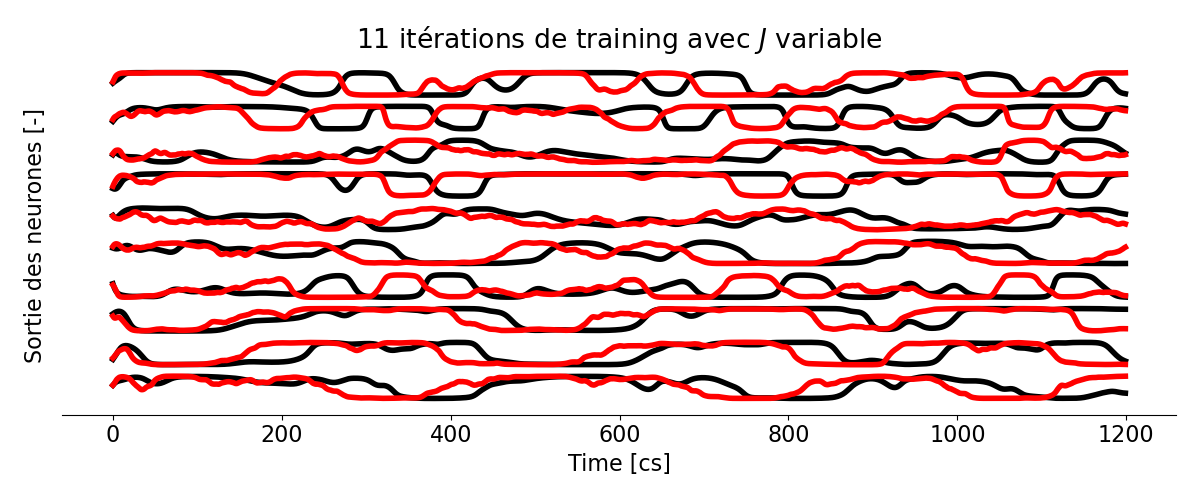 11 itérations de training avec J variable
Sortie des neurones [-]
0 200 400 600 800 1000 1200
Time [cs]